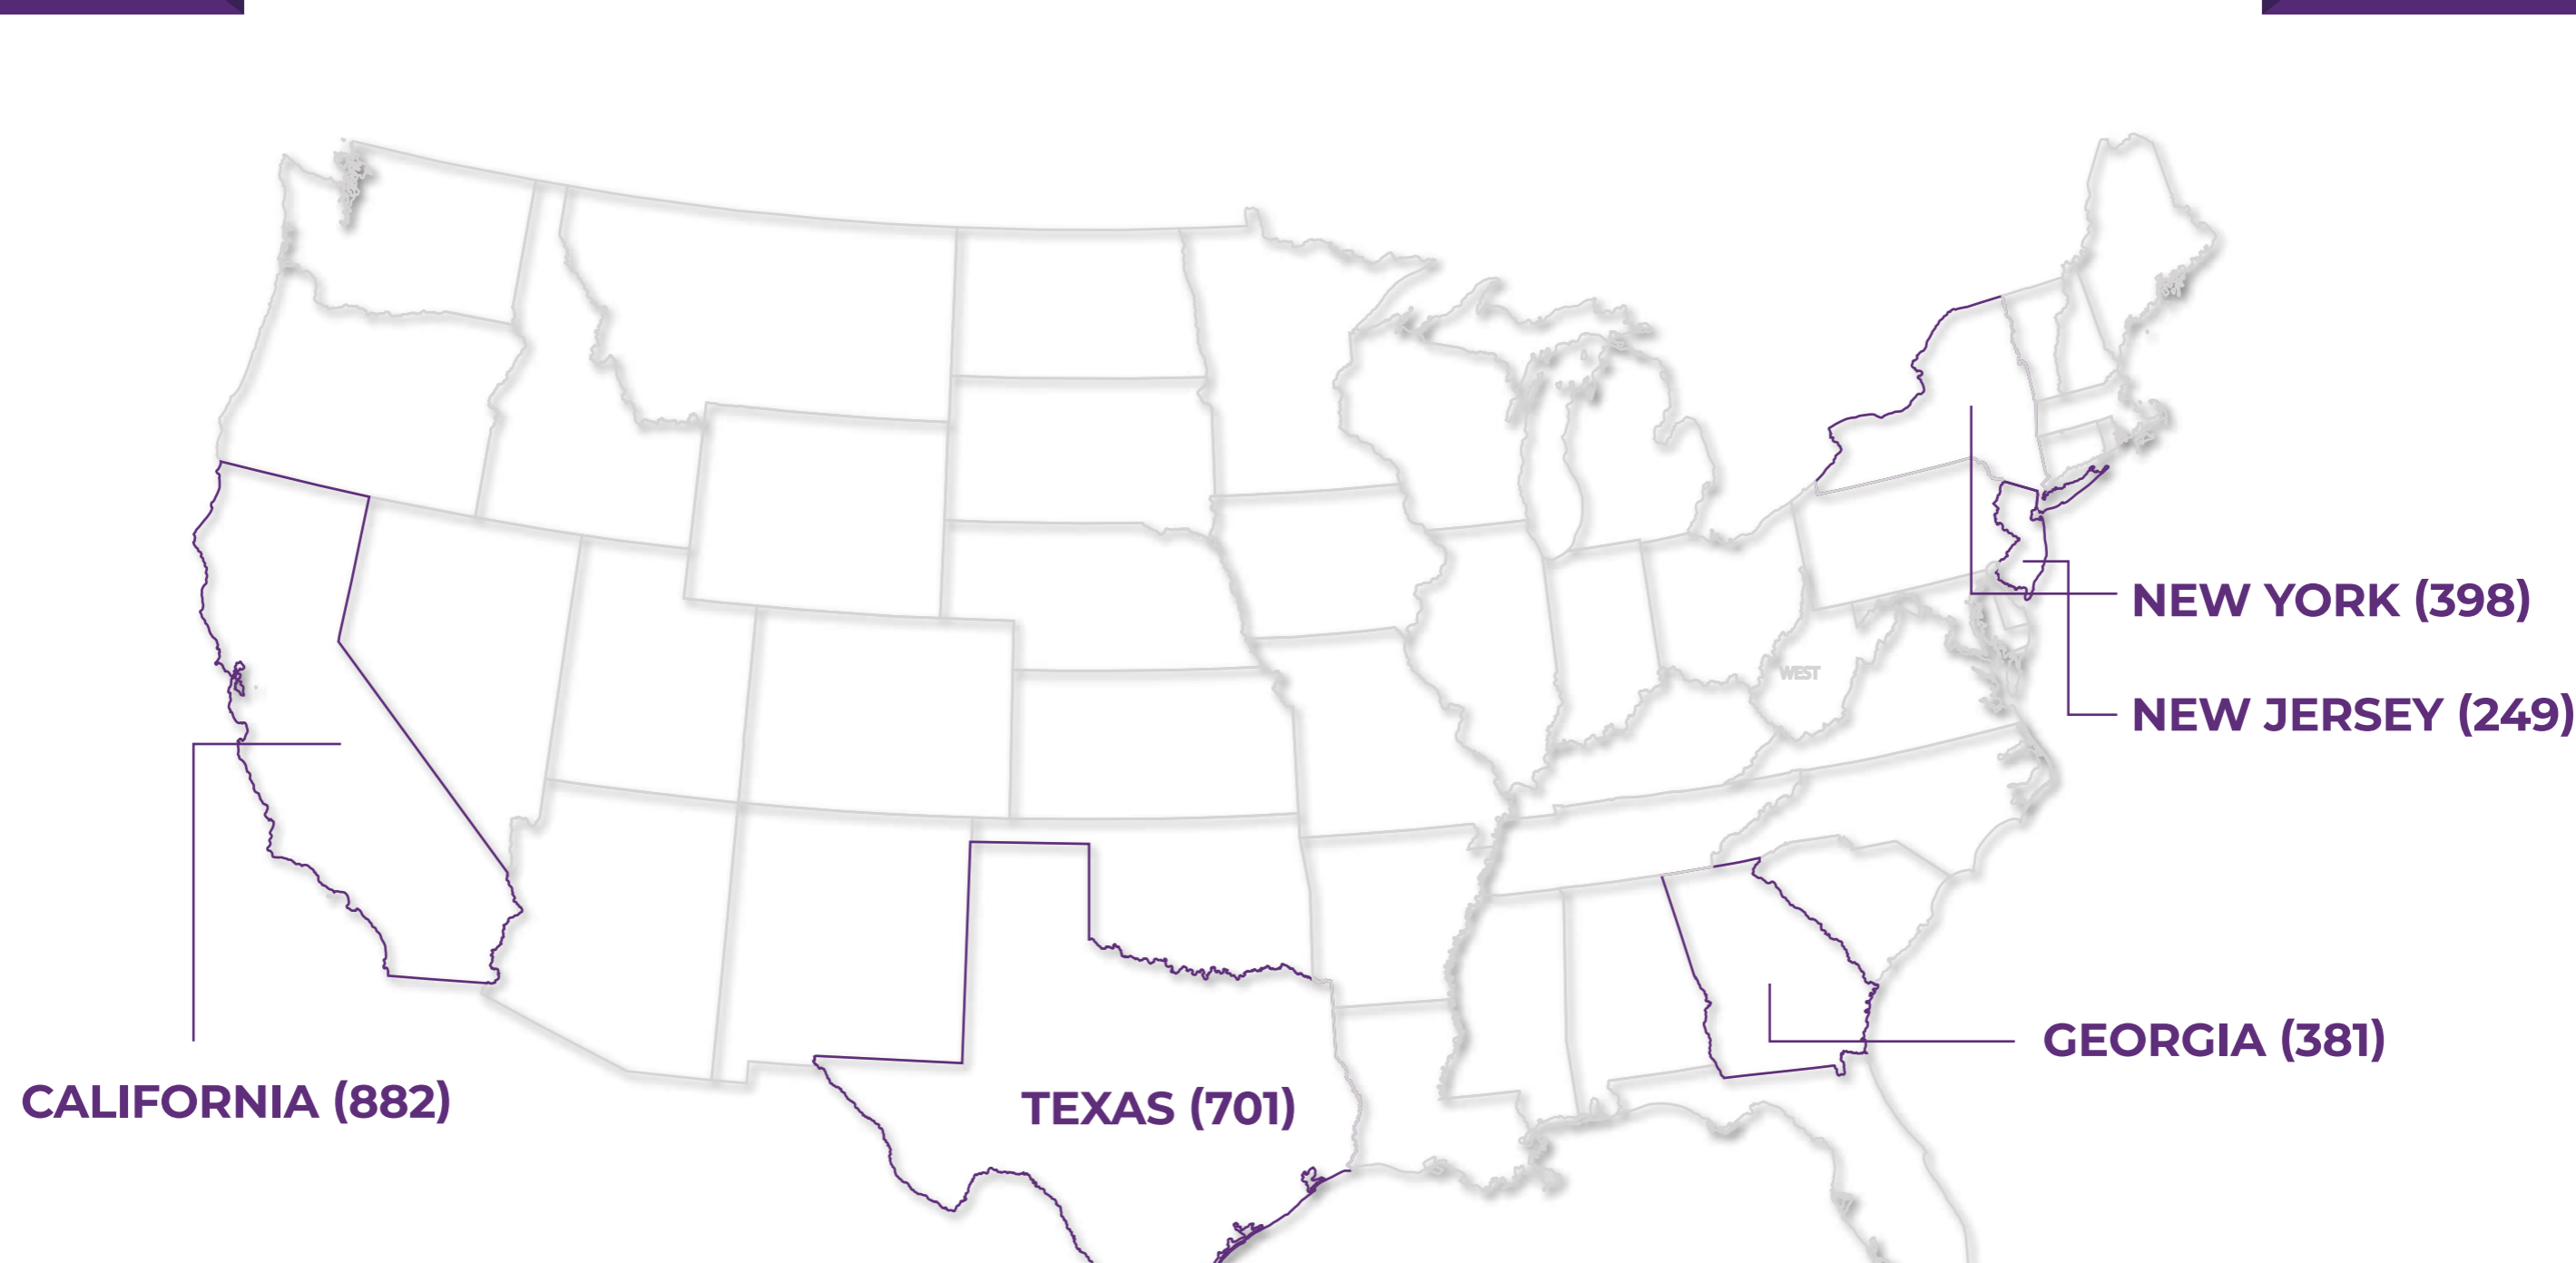 NEW YORK (398)
WEST
NEW JERSEY (249)
GEORGIA (381)
CALIFORNIA (882)
TEXAS (701)